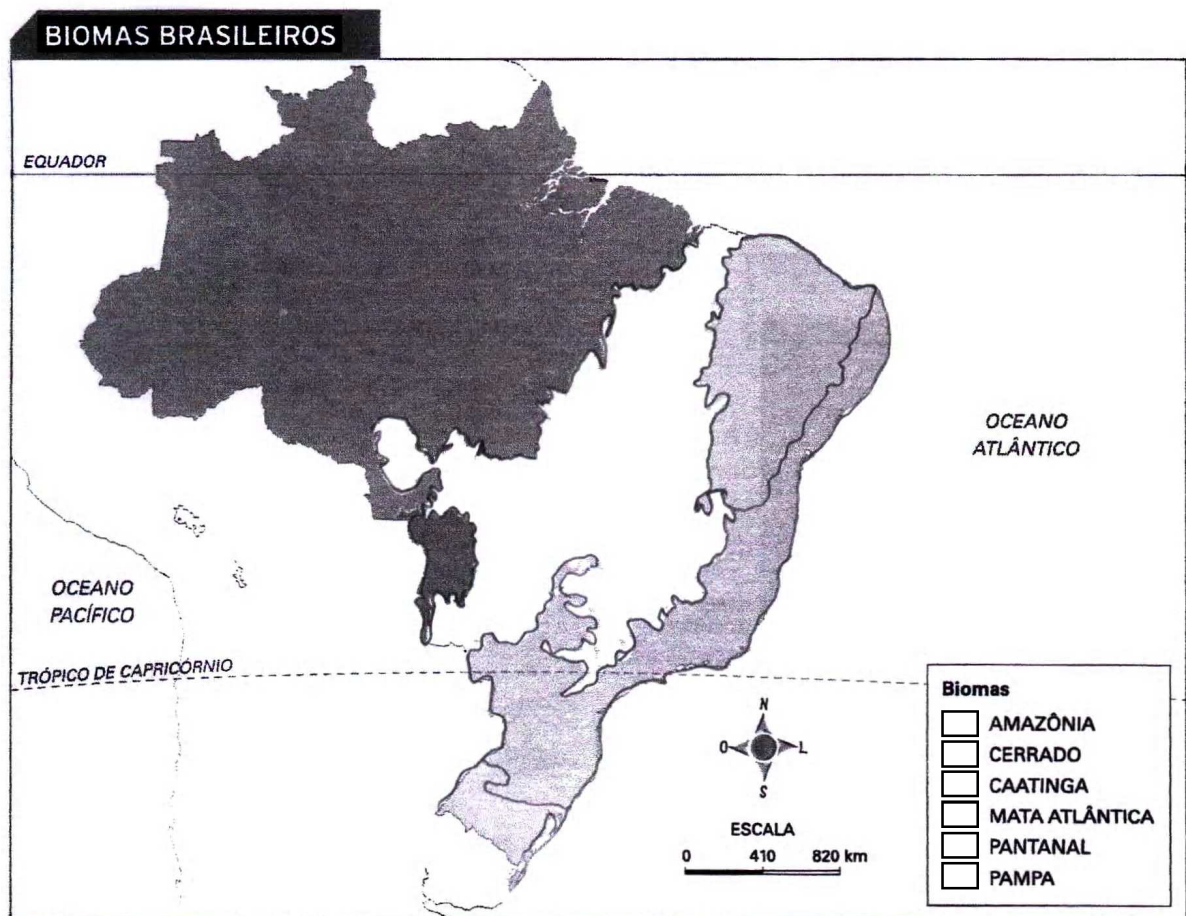 BIOMAS BRASILEIROS
EQUADOR
OCEANO
ATLÂNTICO
OCEANO
PACÍFICO
TRÓPICO DE CAPRICÓRNIO
N
O
L
S
ESCALA
0 410 820 km
Biomas
AMAZÔNIA
CERRADO
CAATINGA
MATA ATLÂNTICA
PANTANAL
PAMPA